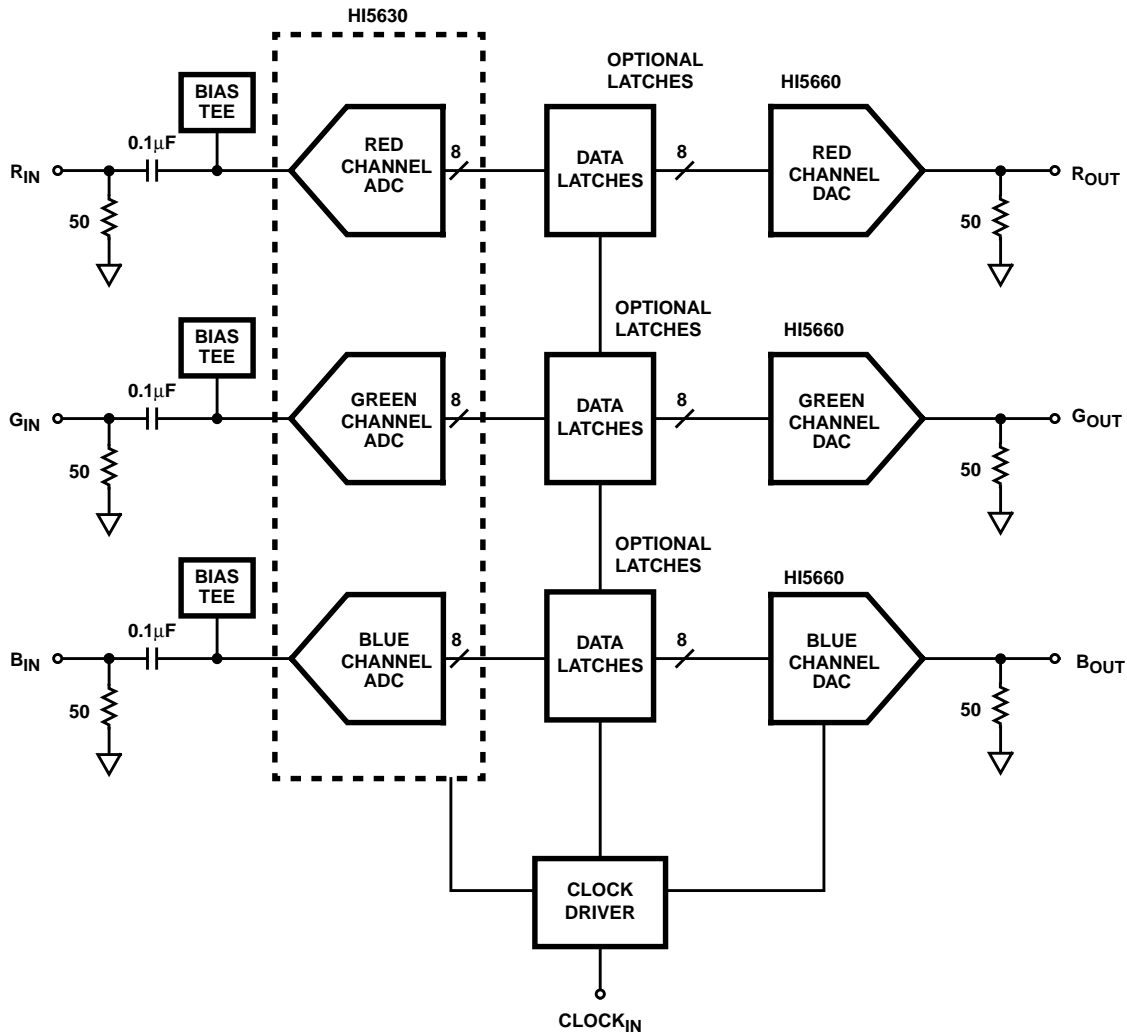 HI5630
OPTIONAL
LATCHES
HI5660
BIAS
TEE
0.1μF
RED
CHANNEL
ADC
8
DATA
LATCHES
8
RED
CHANNEL
DAC
RIN
ROUT
50
50
OPTIONAL
LATCHES
HI5660
BIAS
TEE
0.1μF
GREEN
CHANNEL
ADC
8
DATA
LATCHES
8
GREEN
CHANNEL
DAC
GIN
GOUT
50
50
OPTIONAL
LATCHES
HI5660
BIAS
TEE
0.1μF
BLUE
CHANNEL
ADC
8
DATA
LATCHES
8
BLUE
CHANNEL
DAC
BIN
BOUT
50
50
CLOCK
DRIVER
CLOCKIN